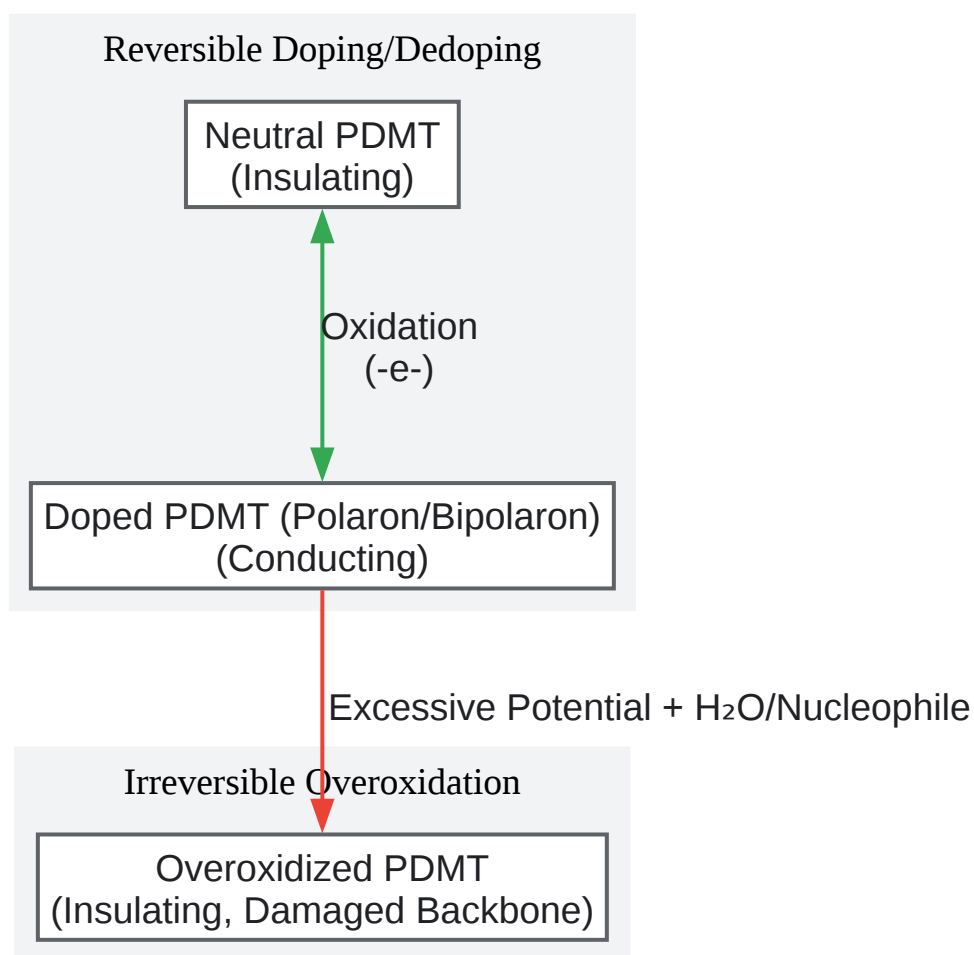 Reversible Doping/Dedoping
Neutral PDMT
(Insulating)
Oxidation
(-e-)
Doped PDMT (Polaron/Bipolaron)
(Conducting)
Excessive Potential + H₂O/Nucleophile
Irreversible Overoxidation
Overoxidized PDMT
(Insulating, Damaged Backbone)